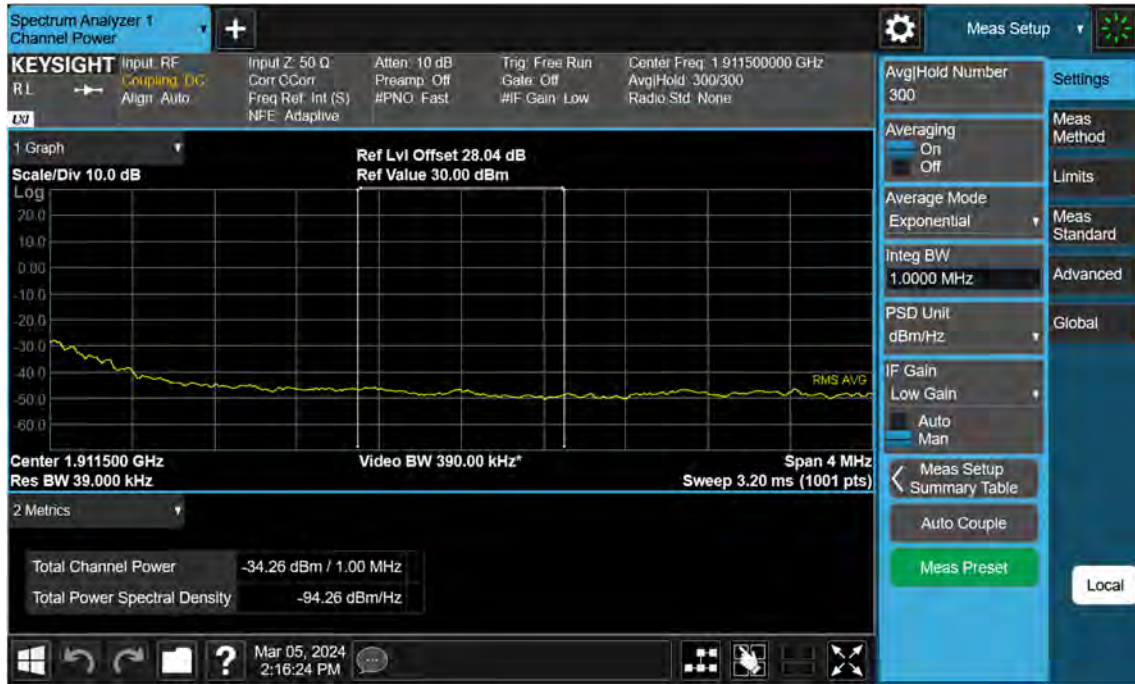 Spectrum Analyzer 1
Channel Power
+
Meas Setup
KEYSIGHT
RL
LXI
Input: RF
Coupling: DC
Align: Auto
Input Z: 50 Ω
Corr CCorr
Freq Ref: Int (S)
NFE: Adaptive
Atten: 10 dB
Preamp: Off
#PNO: Fast
Trig: Free Run
Gate: Off
#IF Gain: Low
Center Freq: 1.911500000 GHz
Avg|Hold: 300/300
Radio Std: None
1 Graph
Scale/Div 10.0 dB
Ref Lvl Offset 28.04 dB
Ref Value 30.00 dBm
Log
20.0
10.0
0.00
-10.0
-20.0
-30.0
-40.0
-50.0
-60.0
RMS AVG
Center 1.911500 GHz
Video BW 390.00 kHz*
Span 4 MHz
Res BW 39.000 kHz
Sweep 3.20 ms (1001 pts)
2 Metrics
Total Channel Power -34.26 dBm / 1.00 MHz
Total Power Spectral Density -94.26 dBm/Hz
?
Mar 05, 2024
2:16:24 PM
Avg|Hold Number
300
Averaging
On
Off
Average Mode
Exponential
Integ BW
1.0000 MHz
PSD Unit
dBm/Hz
IF Gain
Low Gain
Auto
Man
Meas Setup
Summary Table
Auto Couple
Meas Preset
Settings
Meas
Method
Limits
Meas
Standard
Advanced
Global
Local